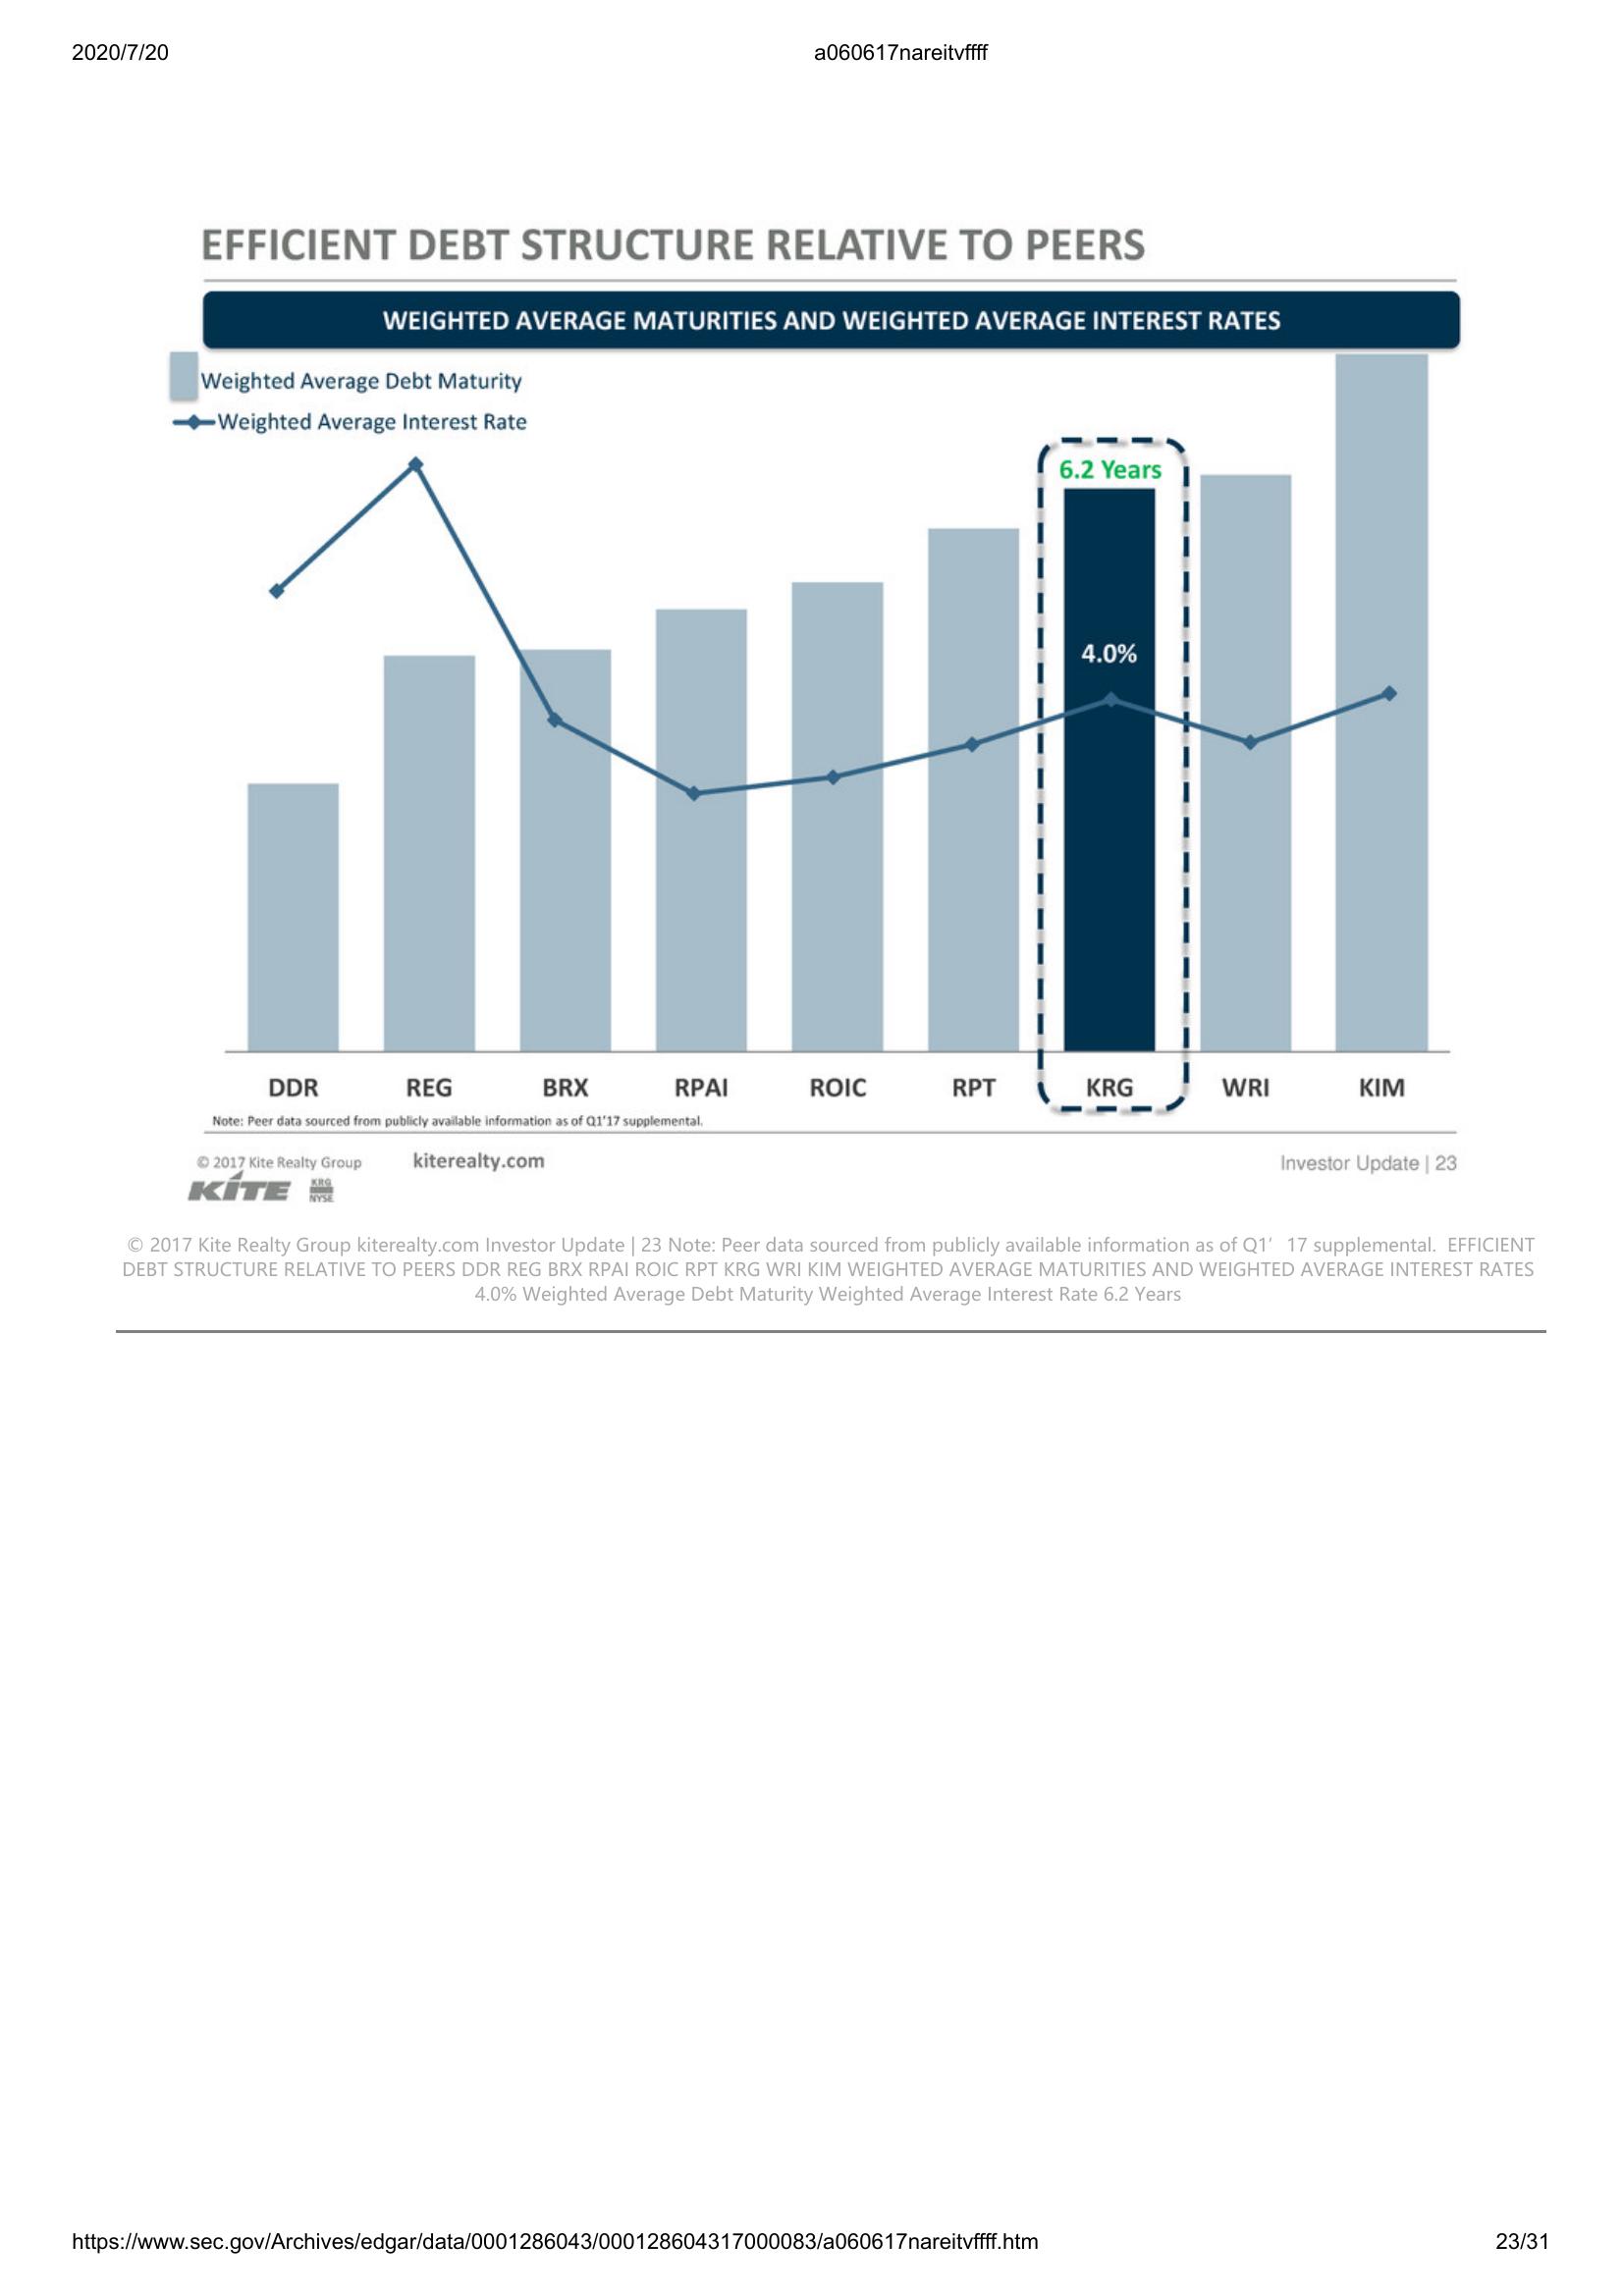 2020/7/20
a060617nareitvffff
EFFICIENT DEBT STRUCTURE RELATIVE TO PEERS
WEIGHTED AVERAGE MATURITIES AND WEIGHTED AVERAGE INTEREST RATES
Weighted Average Debt Maturity
Weighted Average Interest Rate
6.2 Years
4.0%
DDR REG BRX RPAI ROIC RPT KRG WRI KIM
Note: Peer data sourced from publicly available information as of Q1'17 supplemental.
© 2017 Kite Realty Group
kiterealty.com
Investor Update | 23
KITE
KRG
NYSE
© 2017 Kite Realty Group kiterealty.com Investor Update | 23 Note: Peer data sourced from publicly available information as of Q1’17 supplemental. EFFICIENT
DEBT STRUCTURE RELATIVE TO PEERS DDR REG BRX RPAI ROIC RPT KRG WRI KIM WEIGHTED AVERAGE MATURITIES AND WEIGHTED AVERAGE INTEREST RATES
4.0% Weighted Average Debt Maturity Weighted Average Interest Rate 6.2 Years
https://www.sec.gov/Archives/edgar/data/0001286043/000128604317000083/a060617nareitvffff.htm
23/31